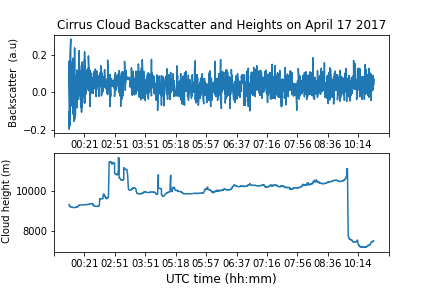 Cirrus Cloud Backscatter and Heights on April 17 2017
Backscatter (a.u)
0.2
0.0
−0.2
00:21 02:51 03:51 05:18 05:57 06:37 07:16 07:56 08:36 10:14
Cloud height (m)
10000
8000
00:21 02:51 03:51 05:18 05:57 06:37 07:16 07:56 08:36 10:14
UTC time (hh:mm)